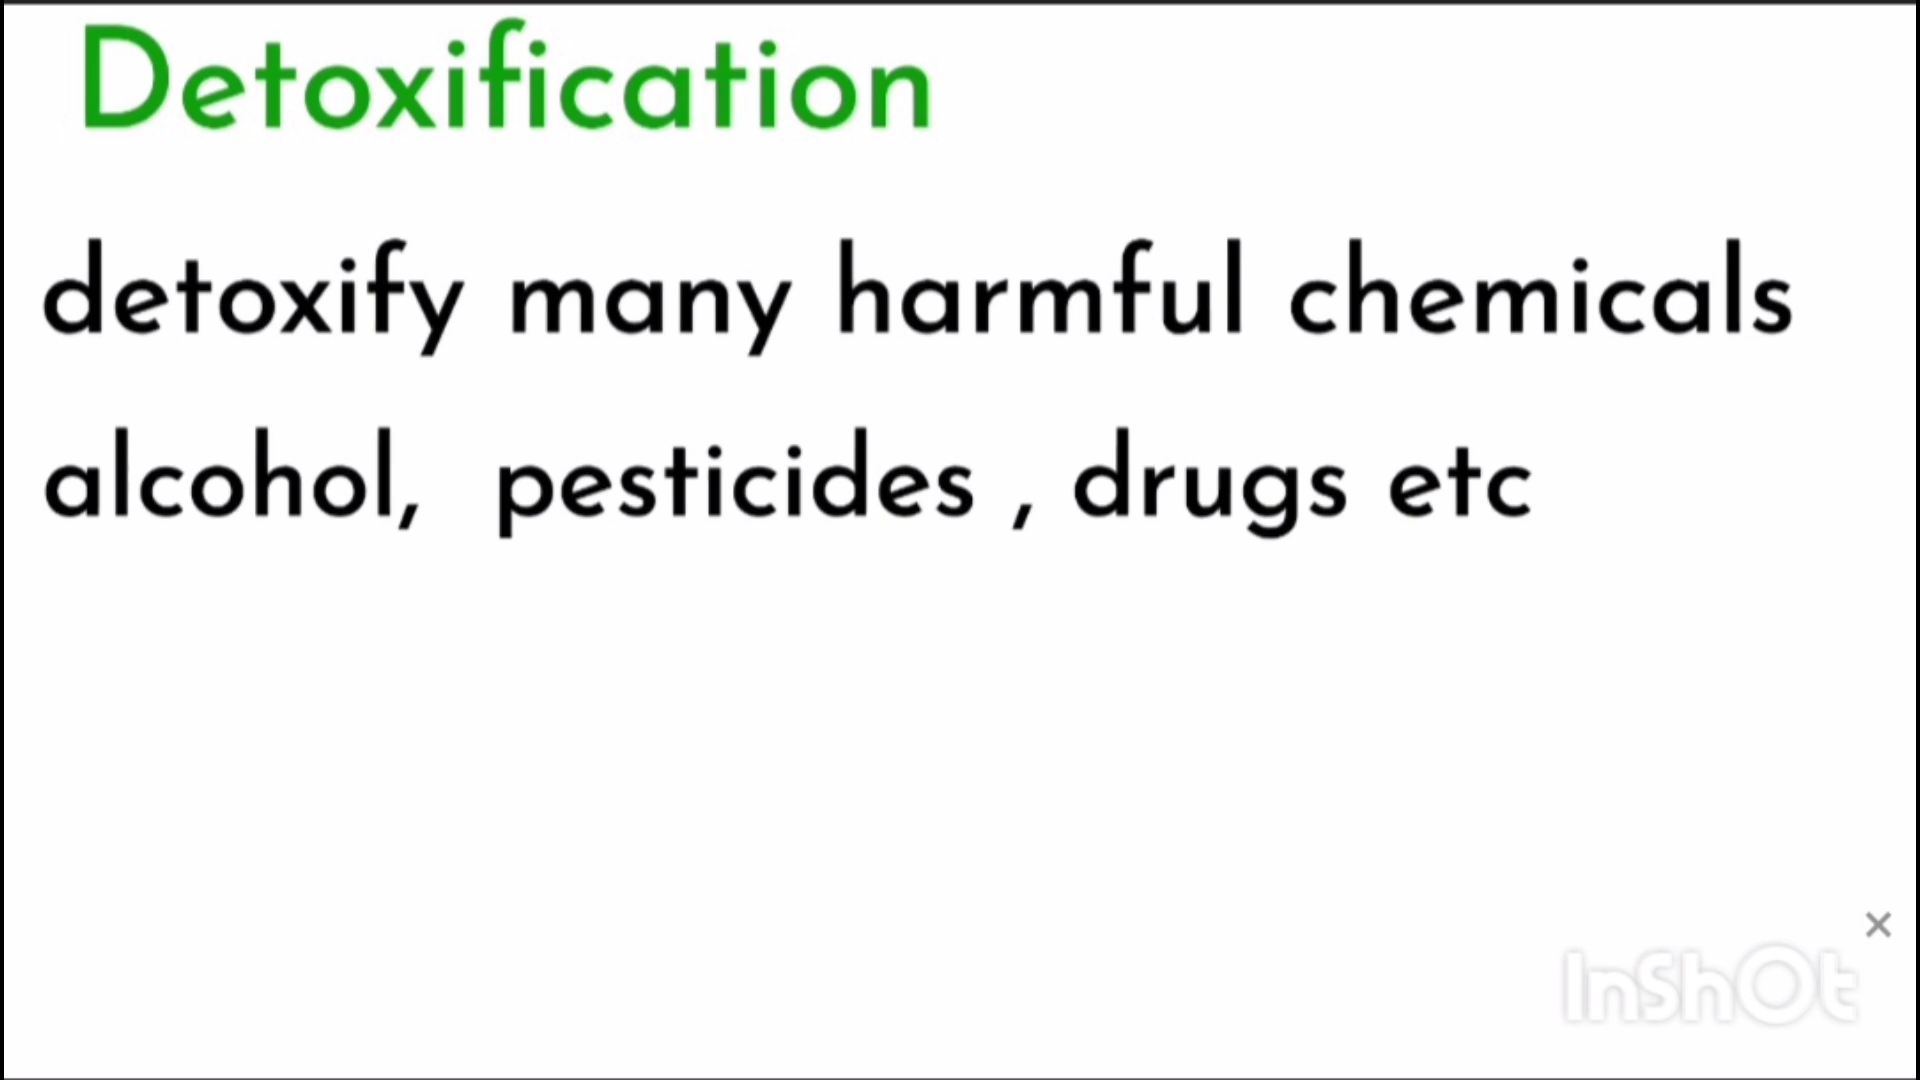 Detoxification
detoxify many harmful chemicals
alcohol, pesticides , drugs etc
InShOt